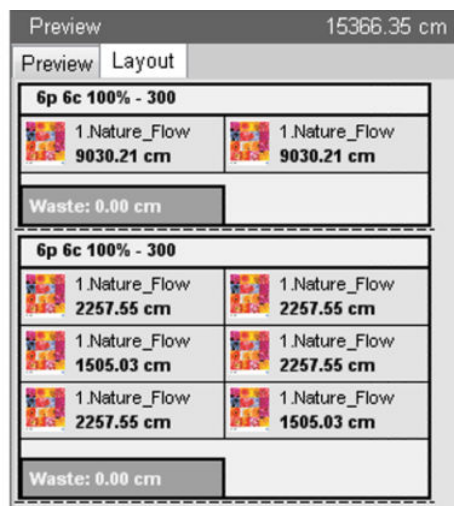 Preview 15366.35 cm
Preview Layout
6p 6c 100% - 300
1.Nature_Flow 1.Nature_Flow
9030.21 cm 9030.21 cm
Waste: 0.00 cm
6p 6c 100% - 300
1.Nature_Flow 1.Nature_Flow
2257.55 cm 2257.55 cm
1.Nature_Flow 1.Nature_Flow
1505.03 cm 2257.55 cm
1.Nature_Flow 1.Nature_Flow
2257.55 cm 1505.03 cm
Waste: 0.00 cm